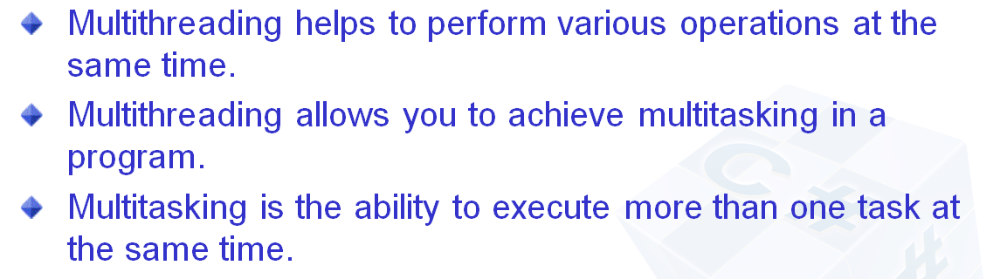 Multithreading helps to perform various operations at the
same time.
Multithreading allows you to achieve multitasking in a
program.
Multitasking is the ability to execute more than one task at
the same time.
C
#
#